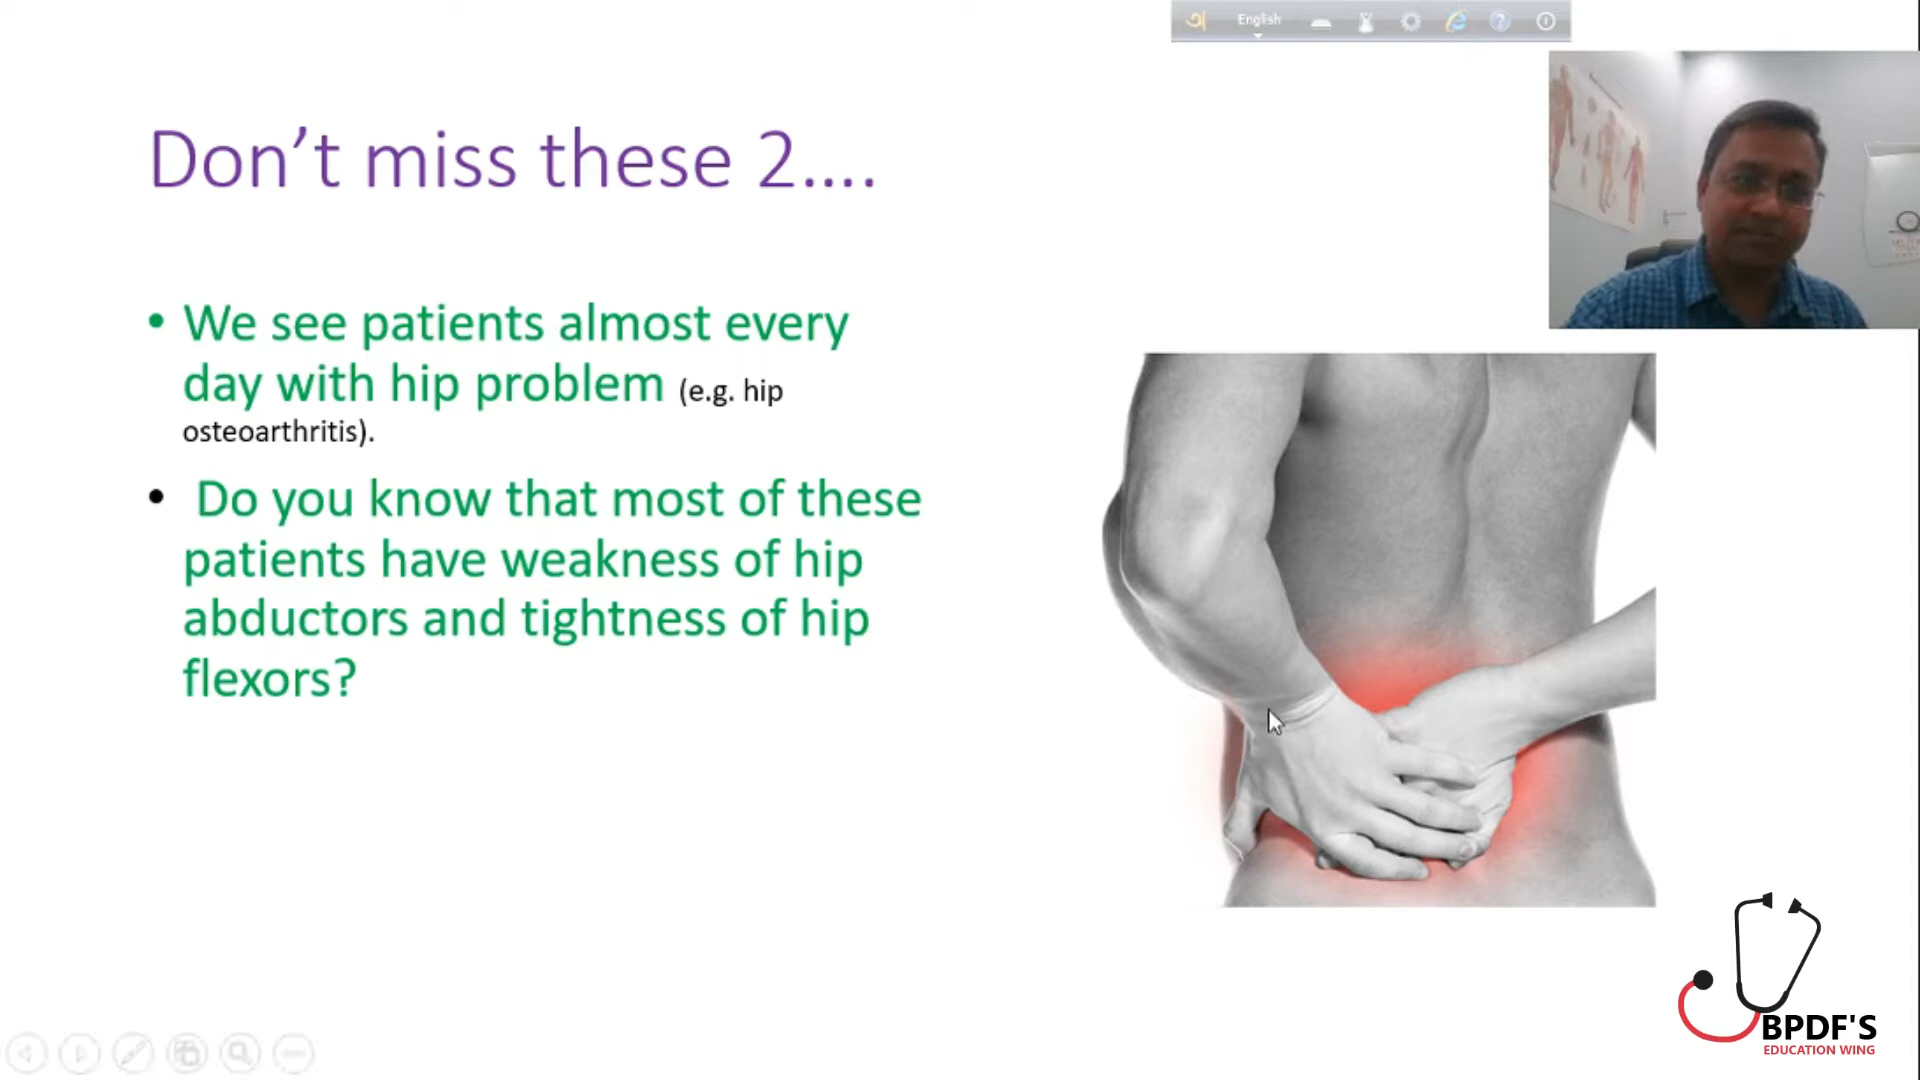 অ English
Don’t miss these 2....
• We see patients almost every
day with hip problem (e.g. hip
osteoarthritis).
• Do you know that most of these
patients have weakness of hip
abductors and tightness of hip
flexors?
BPDF'S
EDUCATION WING